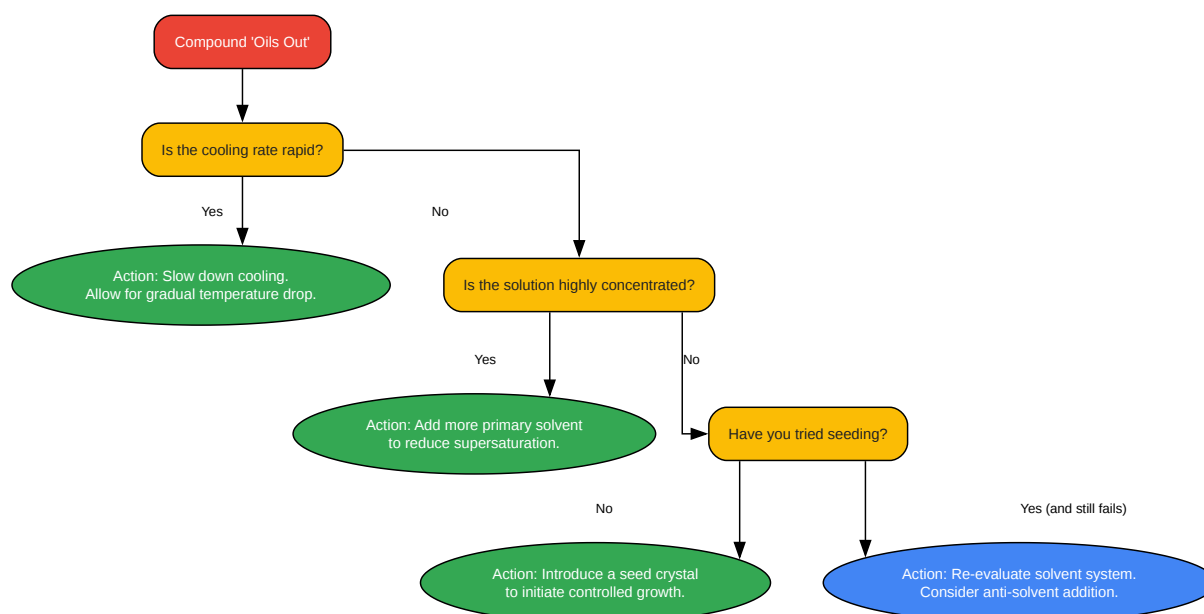 Compound 'Oils Out'
Is the cooling rate rapid?
Yes
No
Action: Slow down cooling.
Allow for gradual temperature drop.
Is the solution highly concentrated?
Yes
No
Action: Add more primary solvent
to reduce supersaturation.
Have you tried seeding?
No
Yes (and still fails)
Action: Introduce a seed crystal
to initiate controlled growth.
Action: Re-evaluate solvent system.
Consider anti-solvent addition.